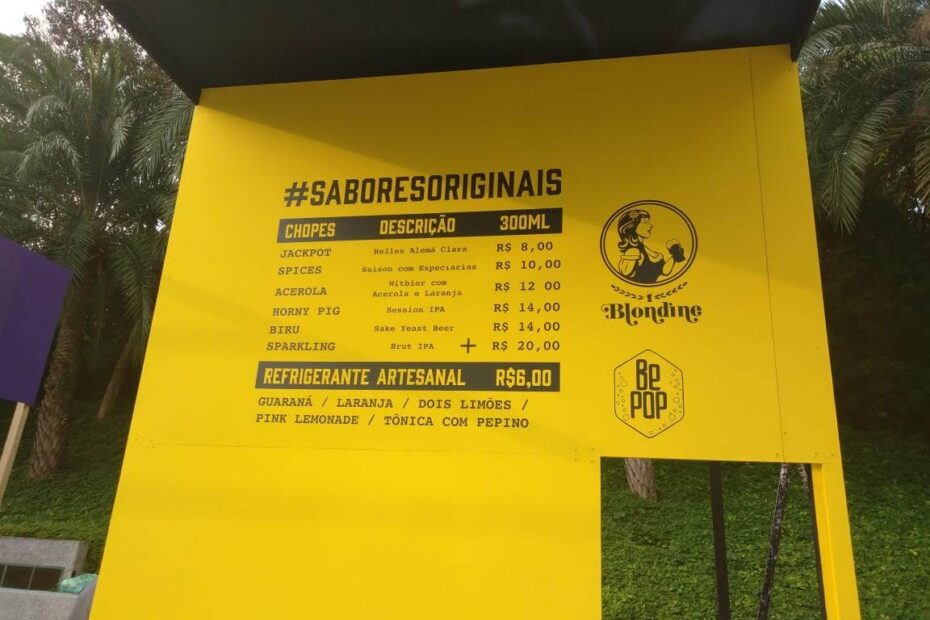 #SABORESORIGINAIS
CHOPES DESCRIÇÃO 300ML
JACKPOT Helles Alemã Clara R$ 8,00
SPICES Saison com Especiarias R$ 10,00
ACEROLA Witbier com Acerola e Laranja R$ 12 00
HORNY PIG Session IPA R$ 14,00
BIRU Sake Yeast Beer R$ 14,00
SPARKLING Brut IPA + R$ 20,00
REFRIGERANTE ARTESANAL R$6,00
GUARANÁ / LARANJA / DOIS LIMÕES /
PINK LEMONADE / TÔNICA COM PEPINO
Blondine
Be
POP